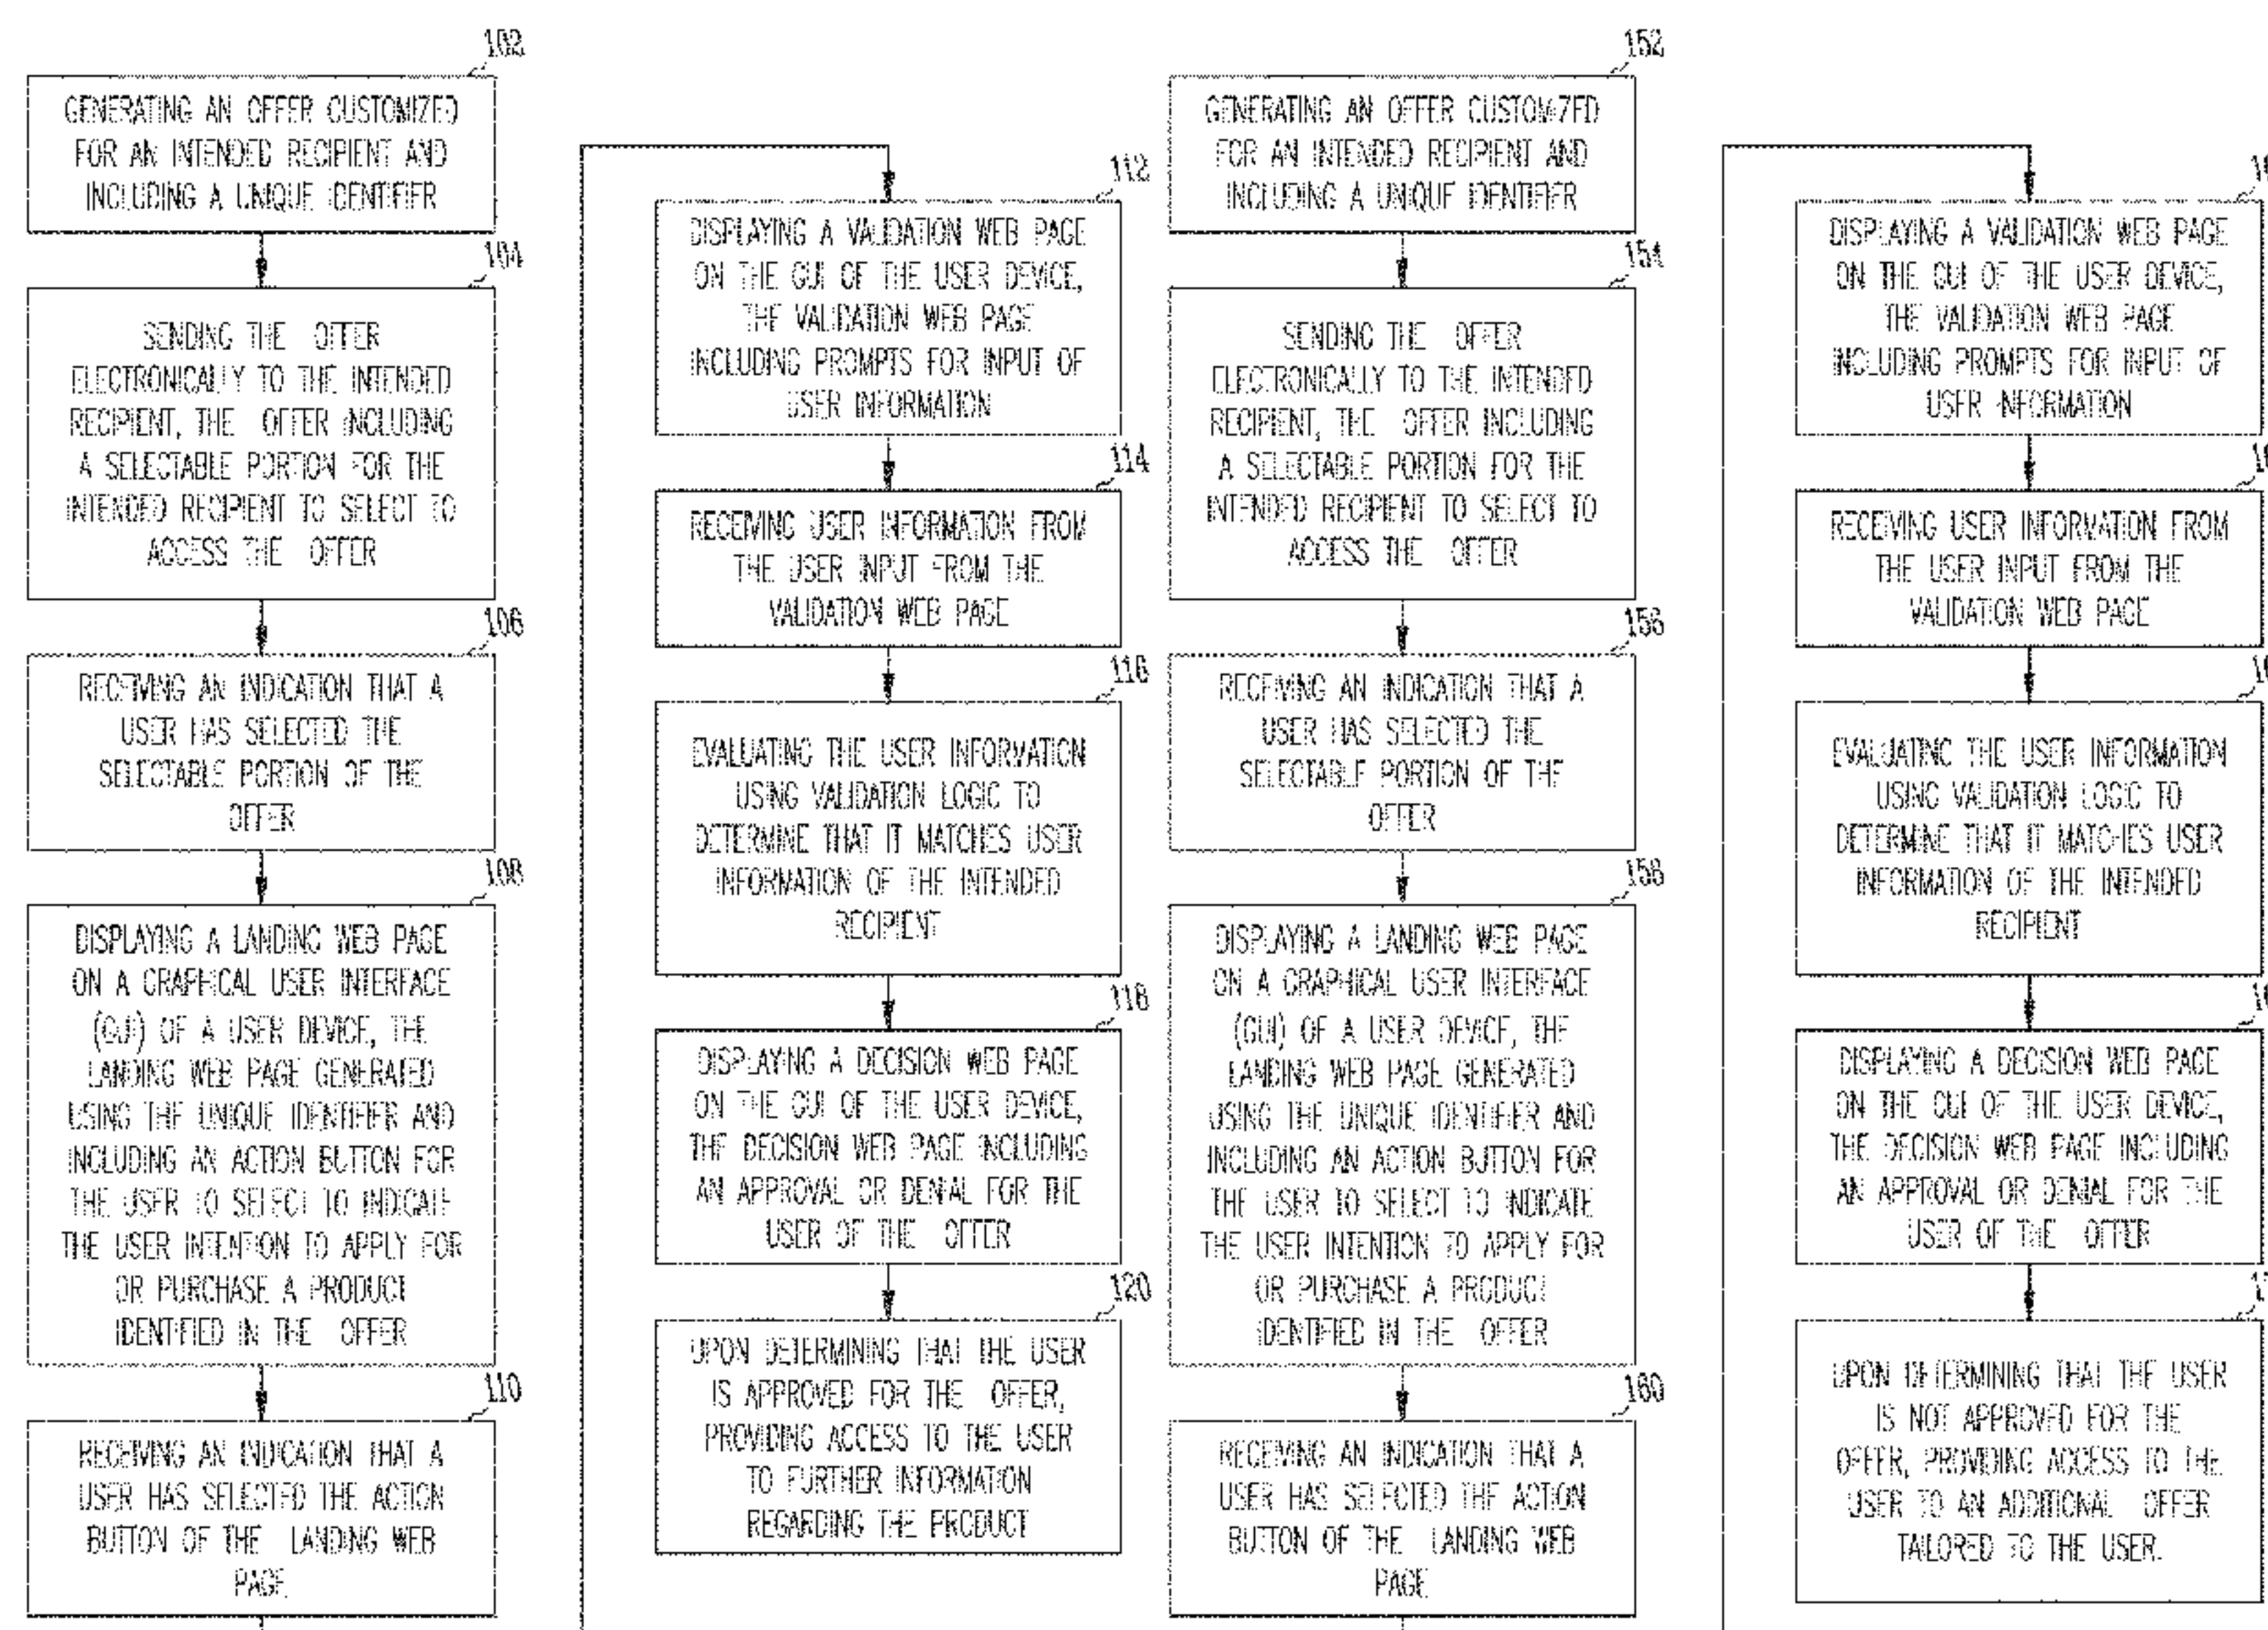 102
GENERATING AN OFFER CUSTOMIZED
FOR AN INTENDED RECIPIENT AND
INCLUDING A UNIQUE IDENTIFIER
104
SENDING THE OFFER
ELECTRONICALLY TO THE INTENDED
RECIPIENT, THE OFFER INCLUDING
A SELECTABLE PORTION FOR THE
INTENDED RECIPIENT TO SELECT TO
ACCESS THE OFFER
106
RECEIVING AN INDICATION THAT A
USER HAS SELECTED THE
SELECTABLE PORTION OF THE
OFFER
108
DISPLAYING A LANDING WEB PAGE
ON A GRAPHICAL USER INTERFACE
(GUI) OF A USER DEVICE, THE
LANDING WEB PAGE GENERATED
USING THE UNIQUE IDENTIFIER AND
INCLUDING AN ACTION BUTTON FOR
THE USER TO SELECT TO INDICATE
THE USER INTENTION TO APPLY FOR
OR PURCHASE A PRODUCT
IDENTIFIED IN THE OFFER
110
RECEIVING AN INDICATION THAT A
USER HAS SELECTED THE ACTION
BUTTON OF THE LANDING WEB
PAGE
112
DISPLAYING A VALIDATION WEB PAGE
ON THE GUI OF THE USER DEVICE,
THE VALIDATION WEB PAGE
INCLUDING PROMPTS FOR INPUT OF
USER INFORMATION
114
RECEIVING USER INFORMATION FROM
THE USER INPUT FROM THE
VALIDATION WEB PAGE
116
EVALUATING THE USER INFORMATION
USING VALIDATION LOGIC TO
DETERMINE THAT IT MATCHES USER
INFORMATION OF THE INTENDED
RECIPIENT
118
DISPLAYING A DECISION WEB PAGE
ON THE GUI OF THE USER DEVICE,
THE DECISION WEB PAGE INCLUDING
AN APPROVAL OR DENIAL FOR THE
USER OF THE OFFER
120
UPON DETERMINING THAT THE USER
IS APPROVED FOR THE OFFER,
PROVIDING ACCESS TO THE USER
TO FURTHER INFORMATION
REGARDING THE PRODUCT
152
GENERATING AN OFFER CUSTOMIZED
FOR AN INTENDED RECIPIENT AND
INCLUDING A UNIQUE IDENTIFIER
154
SENDING THE OFFER
ELECTRONICALLY TO THE INTENDED
RECIPIENT, THE OFFER INCLUDING
A SELECTABLE PORTION FOR THE
INTENDED RECIPIENT TO SELECT TO
ACCESS THE OFFER
156
RECEIVING AN INDICATION THAT A
USER HAS SELECTED THE
SELECTABLE PORTION OF THE
OFFER
158
DISPLAYING A LANDING WEB PAGE
ON A GRAPHICAL USER INTERFACE
(GUI) OF A USER DEVICE, THE
LANDING WEB PAGE GENERATED
USING THE UNIQUE IDENTIFIER AND
INCLUDING AN ACTION BUTTON FOR
THE USER TO SELECT TO INDICATE
THE USER INTENTION TO APPLY FOR
OR PURCHASE A PRODUCT
IDENTIFIED IN THE OFFER
160
RECEIVING AN INDICATION THAT A
USER HAS SELECTED THE ACTION
BUTTON OF THE LANDING WEB
PAGE
DISPLAYING A VALIDATION WEB PAGE
ON THE GUI OF THE USER DEVICE,
THE VALIDATION WEB PAGE
INCLUDING PROMPTS FOR INPUT OF
USER INFORMATION
RECEIVING USER INFORMATION FROM
THE USER INPUT FROM THE
VALIDATION WEB PAGE
EVALUATING THE USER INFORMATION
USING VALIDATION LOGIC TO
DETERMINE THAT IT MATCHES USER
INFORMATION OF THE INTENDED
RECIPIENT
DISPLAYING A DECISION WEB PAGE
ON THE GUI OF THE USER DEVICE,
THE DECISION WEB PAGE INCLUDING
AN APPROVAL OR DENIAL FOR THE
USER OF THE OFFER
UPON DETERMINING THAT THE USER
IS NOT APPROVED FOR THE
OFFER, PROVIDING ACCESS TO THE
USER TO AN ADDITIONAL OFFER
TAILORED TO THE USER.